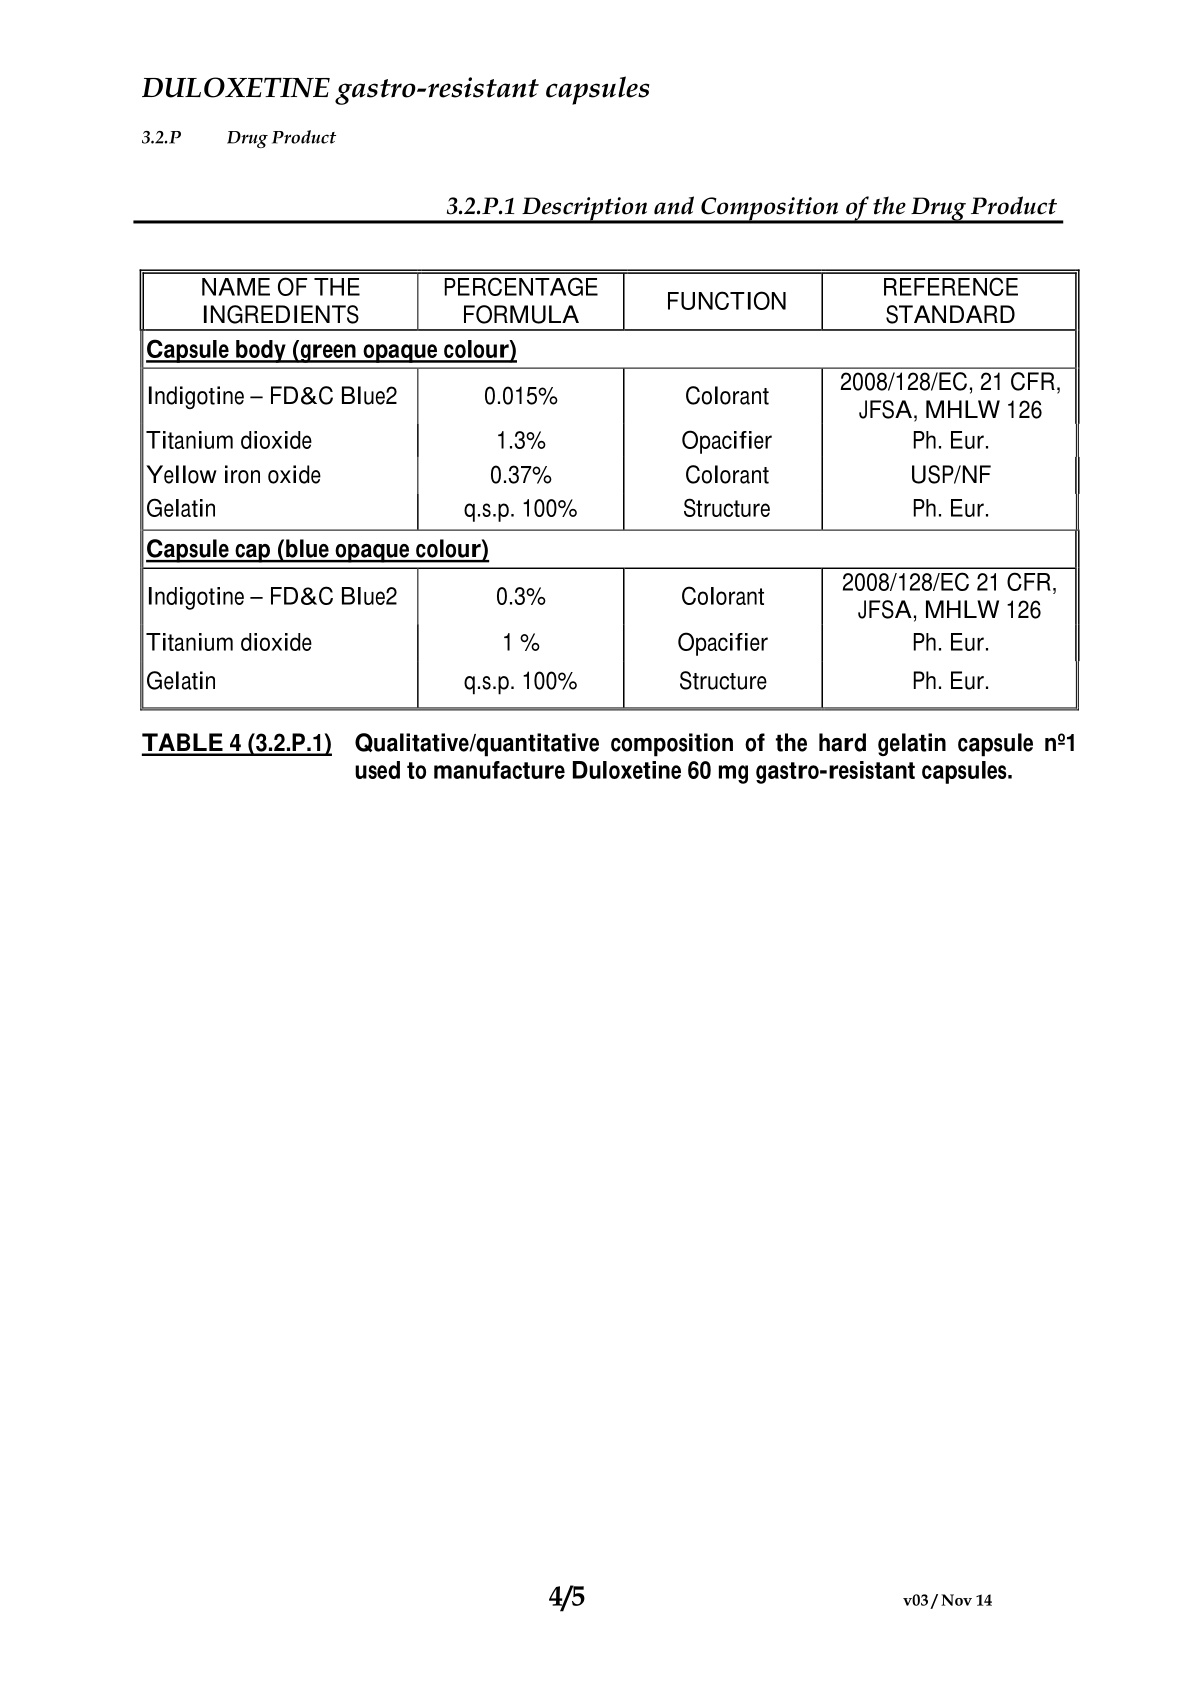 DULOXETINE gastro-resistant capsules
3.2.P Drug Product
3.2.P.1 Description and Composition of the Drug Product
NAME OF THE INGREDIENTS PERCENTAGE FORMULA FUNCTION REFERENCE STANDARD
Capsule body (green opaque colour)
Indigotine – FD&C Blue2 0.015% Colorant 2008/128/EC, 21 CFR, JFSA, MHLW 126
Titanium dioxide 1.3% Opacifier Ph. Eur.
Yellow iron oxide 0.37% Colorant USP/NF
Gelatin q.s.p. 100% Structure Ph. Eur.
Capsule cap (blue opaque colour)
Indigotine – FD&C Blue2 0.3% Colorant 2008/128/EC 21 CFR, JFSA, MHLW 126
Titanium dioxide 1 % Opacifier Ph. Eur.
Gelatin q.s.p. 100% Structure Ph. Eur.
TABLE 4 (3.2.P.1) Qualitative/quantitative composition of the hard gelatin capsule nº1
used to manufacture Duloxetine 60 mg gastro-resistant capsules.
4/5 v03 / Nov 14